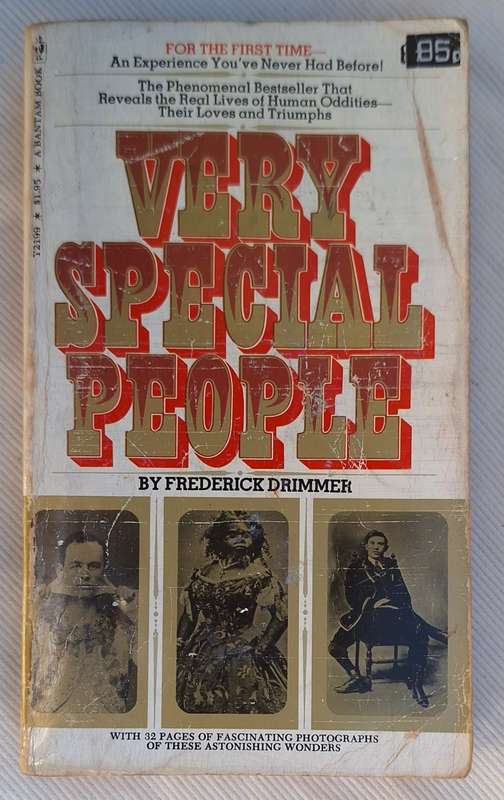 FOR THE FIRST TIME—
An Experience You've Never Had Before!
The Phenomenal Bestseller That
Reveals the Real Lives of Human Oddities—
Their Loves and Triumphs
85¢
VERY
SPECIAL
PEOPLE
BY FREDERICK DRIMMER
WITH 32 PAGES OF FASCINATING PHOTOGRAPHS
OF THESE ASTONISHING WONDERS
T2199 * $1.95 * A BANTAM BOOK